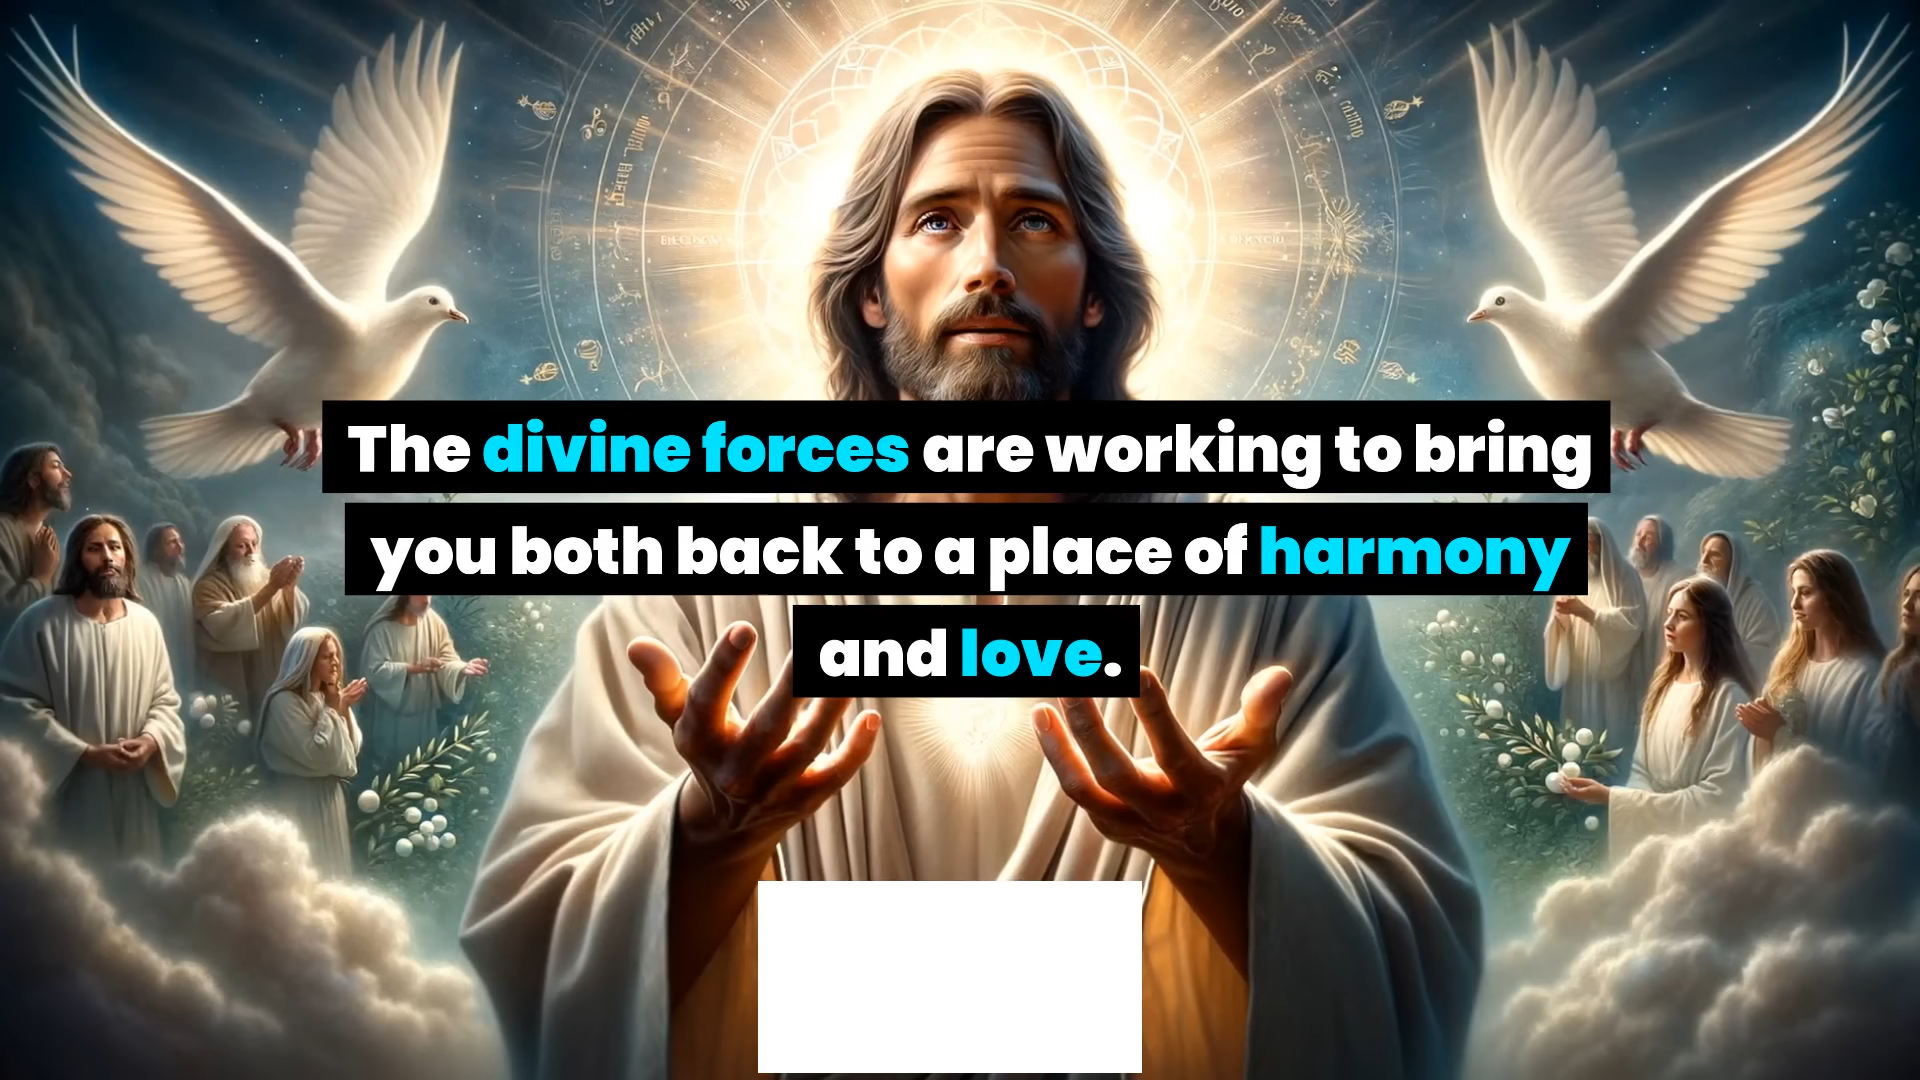 The divine forces are working to bring
you both back to a place of harmony
and love.